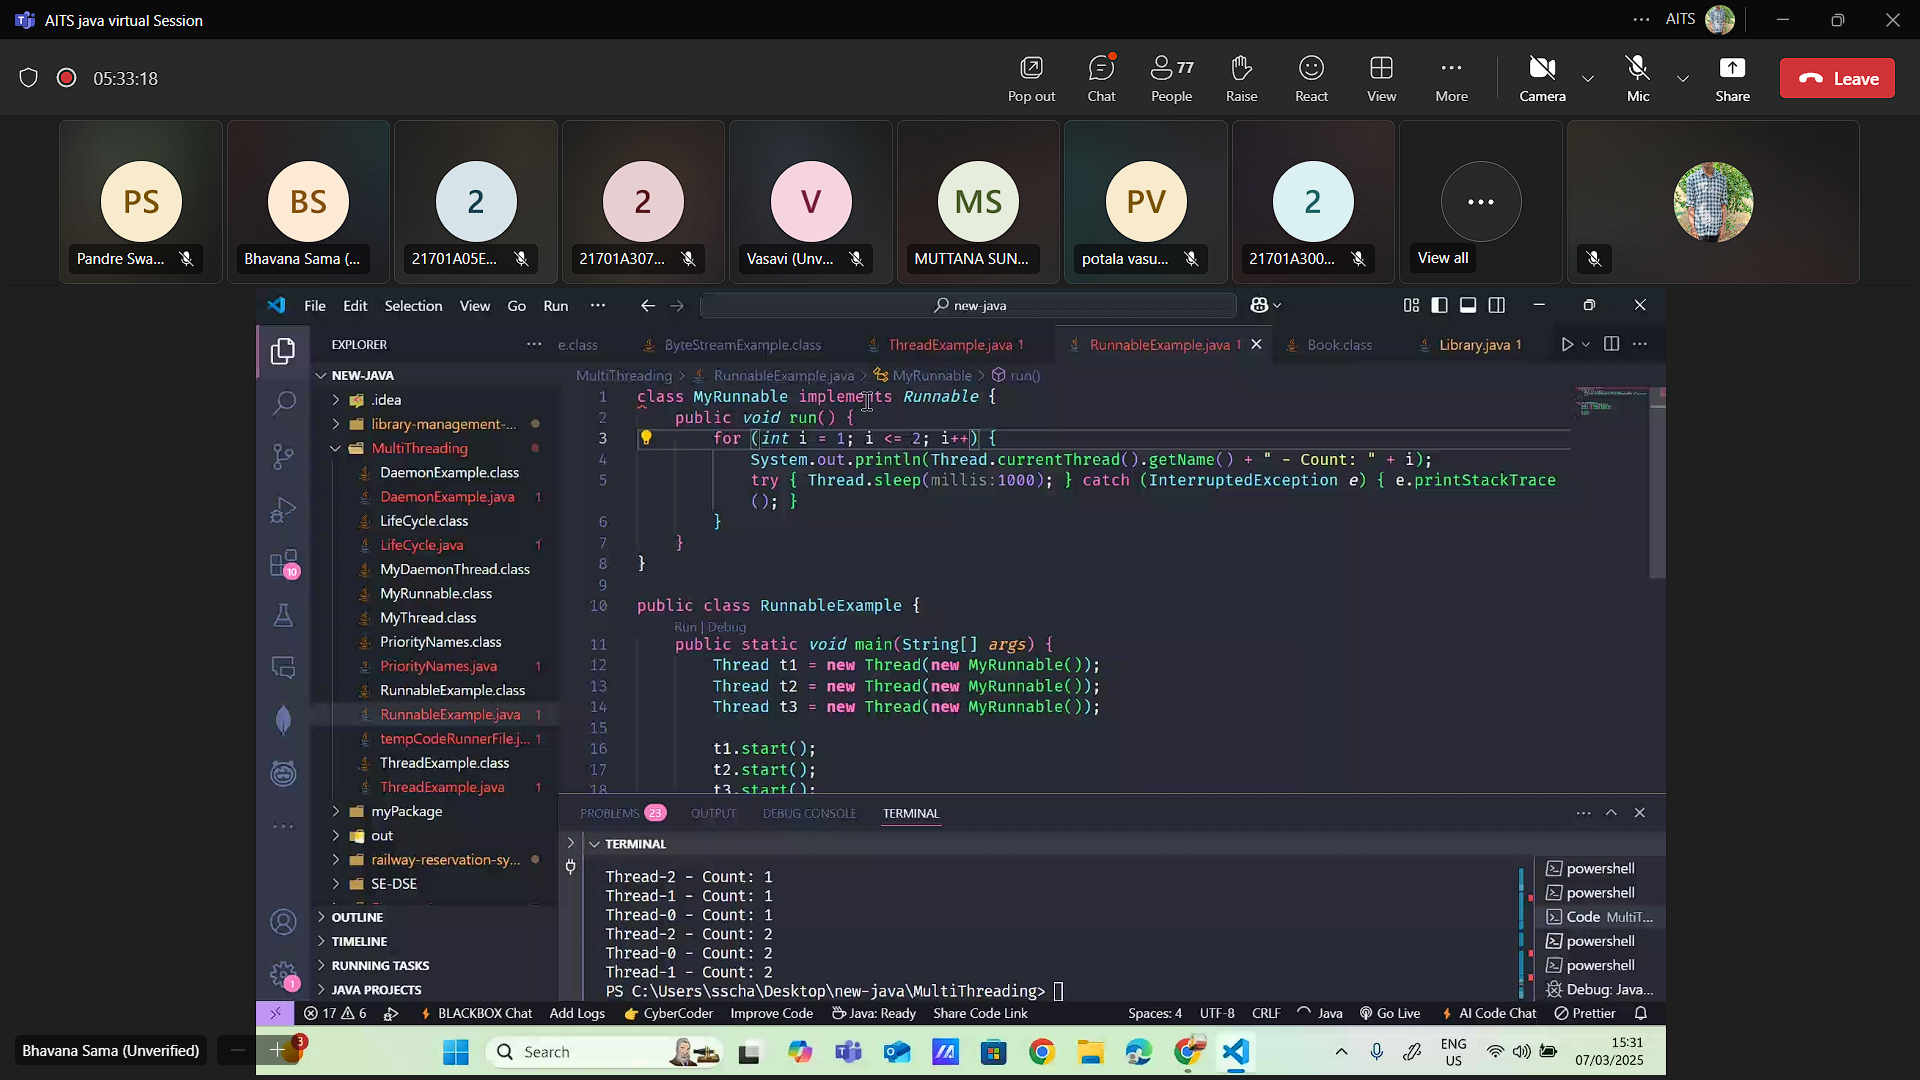 AITS java virtual Session
AITS
05:33:18
Pop out
Chat
77
People
Raise
React
View
More
Camera
Mic
Share
Leave
PS
BS
2
2
V
MS
PV
2
Pandre Swa...
Bhavana Sama (...
21701A05E...
21701A307...
Vasavi (Unv...
MUTTANA SUN...
potala vasu...
21701A300...
View all
File Edit Selection View Go Run
new-java
EXPLORER
e.class
ByteStreamExample.class
ThreadExample.java 1
RunnableExample.java 1
Book.class
Library.java 1
NEW-JAVA
.idea
library-management-...
MultiThreading
DaemonExample.class
DaemonExample.java 1
LifeCycle.class
LifeCycle.java 1
MyDaemonThread.class
MyRunnable.class
MyThread.class
PriorityNames.class
PriorityNames.java 1
RunnableExample.class
RunnableExample.java 1
tempCodeRunnerFile.j... 1
ThreadExample.class
ThreadExample.java 1
myPackage
out
railway-reservation-sy...
SE-DSE
OUTLINE
TIMELINE
RUNNING TASKS
JAVA PROJECTS
10
1
MultiThreading > RunnableExample.java > MyRunnable > run()
1 class MyRunnable implements Runnable {
2 public void run() {
3 for (int i = 1; i <= 2; i++) {
4 System.out.println(Thread.currentThread().getName() + " - Count: " + i);
5 try { Thread.sleep(millis:1000); } catch (InterruptedException e) { e.printStackTrace
(); }
6 }
7 }
8 }
9
10 public class RunnableExample {
Run | Debug
11 public static void main(String[] args) {
12 Thread t1 = new Thread(new MyRunnable());
13 Thread t2 = new Thread(new MyRunnable());
14 Thread t3 = new Thread(new MyRunnable());
15
16 t1.start();
17 t2.start();
18 t3.start();
PROBLEMS 23 OUTPUT DEBUG CONSOLE TERMINAL
TERMINAL
Thread-2 - Count: 1
Thread-1 - Count: 1
Thread-0 - Count: 1
Thread-2 - Count: 2
Thread-0 - Count: 2
Thread-1 - Count: 2
PS C:\Users\sscha\Desktop\new-java\MultiThreading>
powershell
powershell
Code MultiT...
powershell
powershell
Debug: Java...
17 6 BLACKBOX Chat Add Logs CyberCoder Improve Code Java: Ready Share Code Link Spaces: 4 UTF-8 CRLF Java Go Live AI Code Chat Prettier
Bhavana Sama (Unverified)
3
Search
ENG
US
15:31
07/03/2025